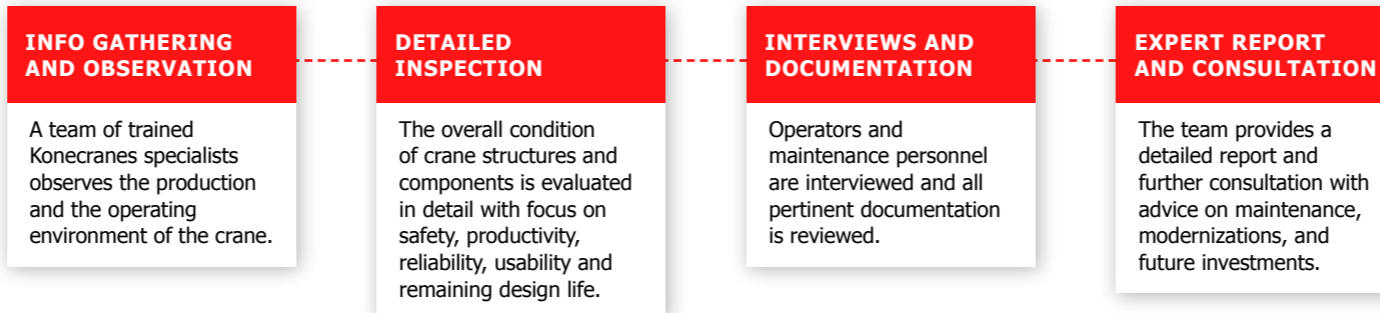 INFO GATHERING
AND OBSERVATION
A team of trained
Konecranes specialists
observes the production
and the operating
environment of the crane.
DETAILED
INSPECTION
The overall condition
of crane structures and
components is evaluated
in detail with focus on
safety, productivity,
reliability, usability and
remaining design life.
INTERVIEWS AND
DOCUMENTATION
Operators and
maintenance personnel
are interviewed and all
pertinent documentation
is reviewed.
EXPERT REPORT
AND CONSULTATION
The team provides a
detailed report and
further consultation with
advice on maintenance,
modernizations, and
future investments.